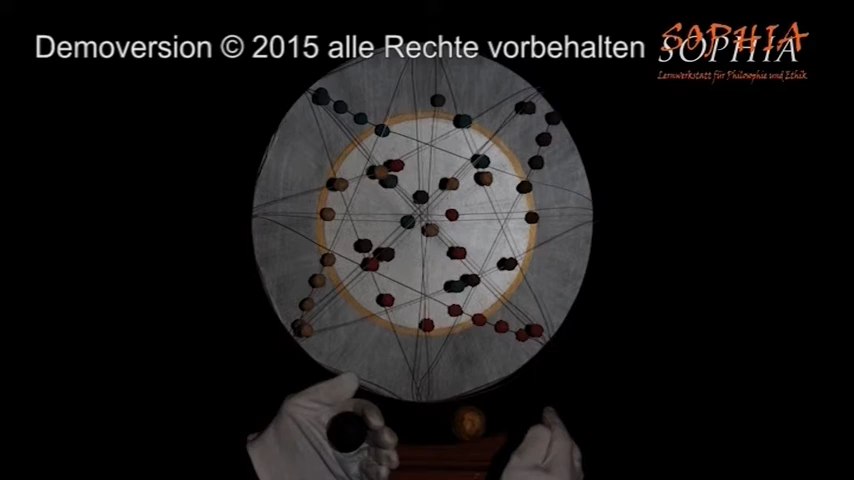 Demoversion © 2015 alle Rechte vorbehalten
SOPHIA
SOPHIA
Lernwerkstatt für Philosophie und Ethik